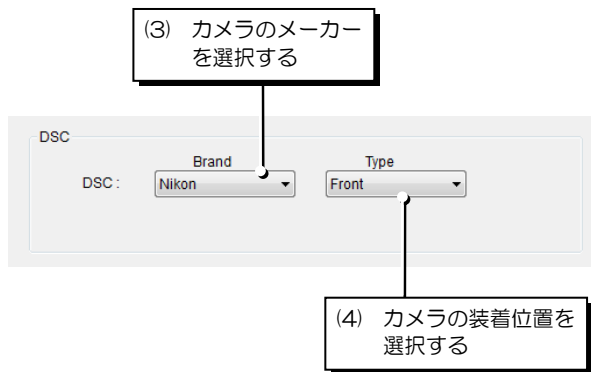 (3) カメラのメーカー
を選択する
DSC
Brand Type
DSC : Nikon Front
(4) カメラの装着位置を
選択する